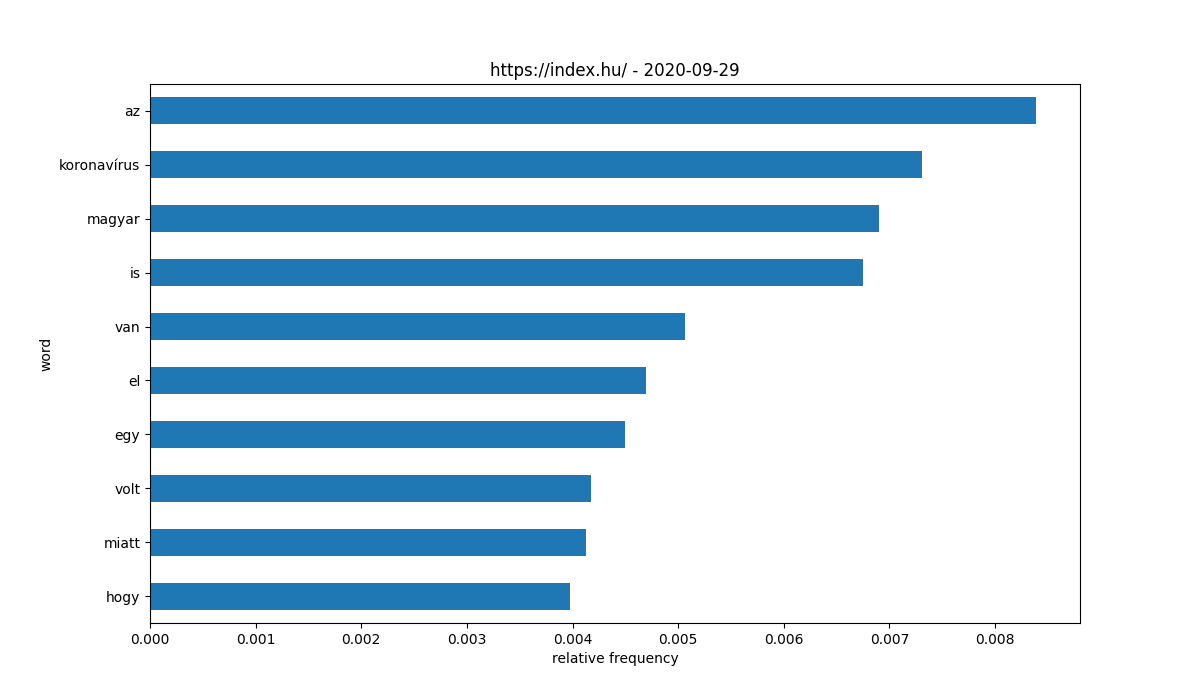 https://index.hu/ - 2020-09-29
az
koronavírus
magyar
is
van
el
egy
volt
miatt
hogy
word
0.000 0.001 0.002 0.003 0.004 0.005 0.006 0.007 0.008
relative frequency